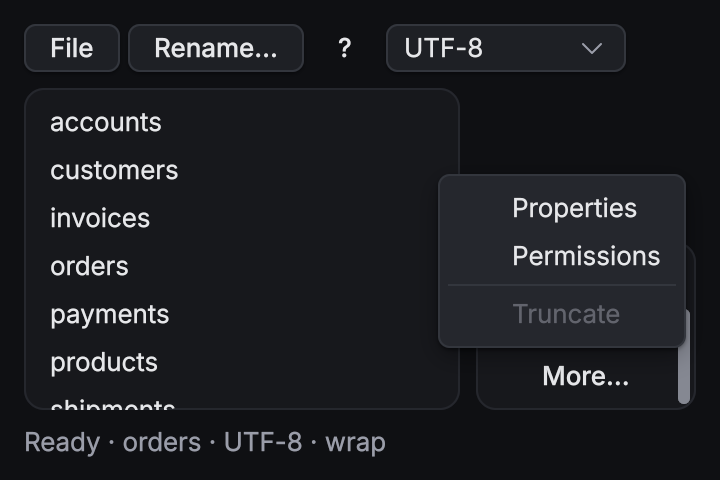 File Rename... ? UTF-8
accounts
customers
invoices
orders
payments
products
shipments
Properties
Permissions
Truncate
More...
Ready · orders · UTF-8 · wrap